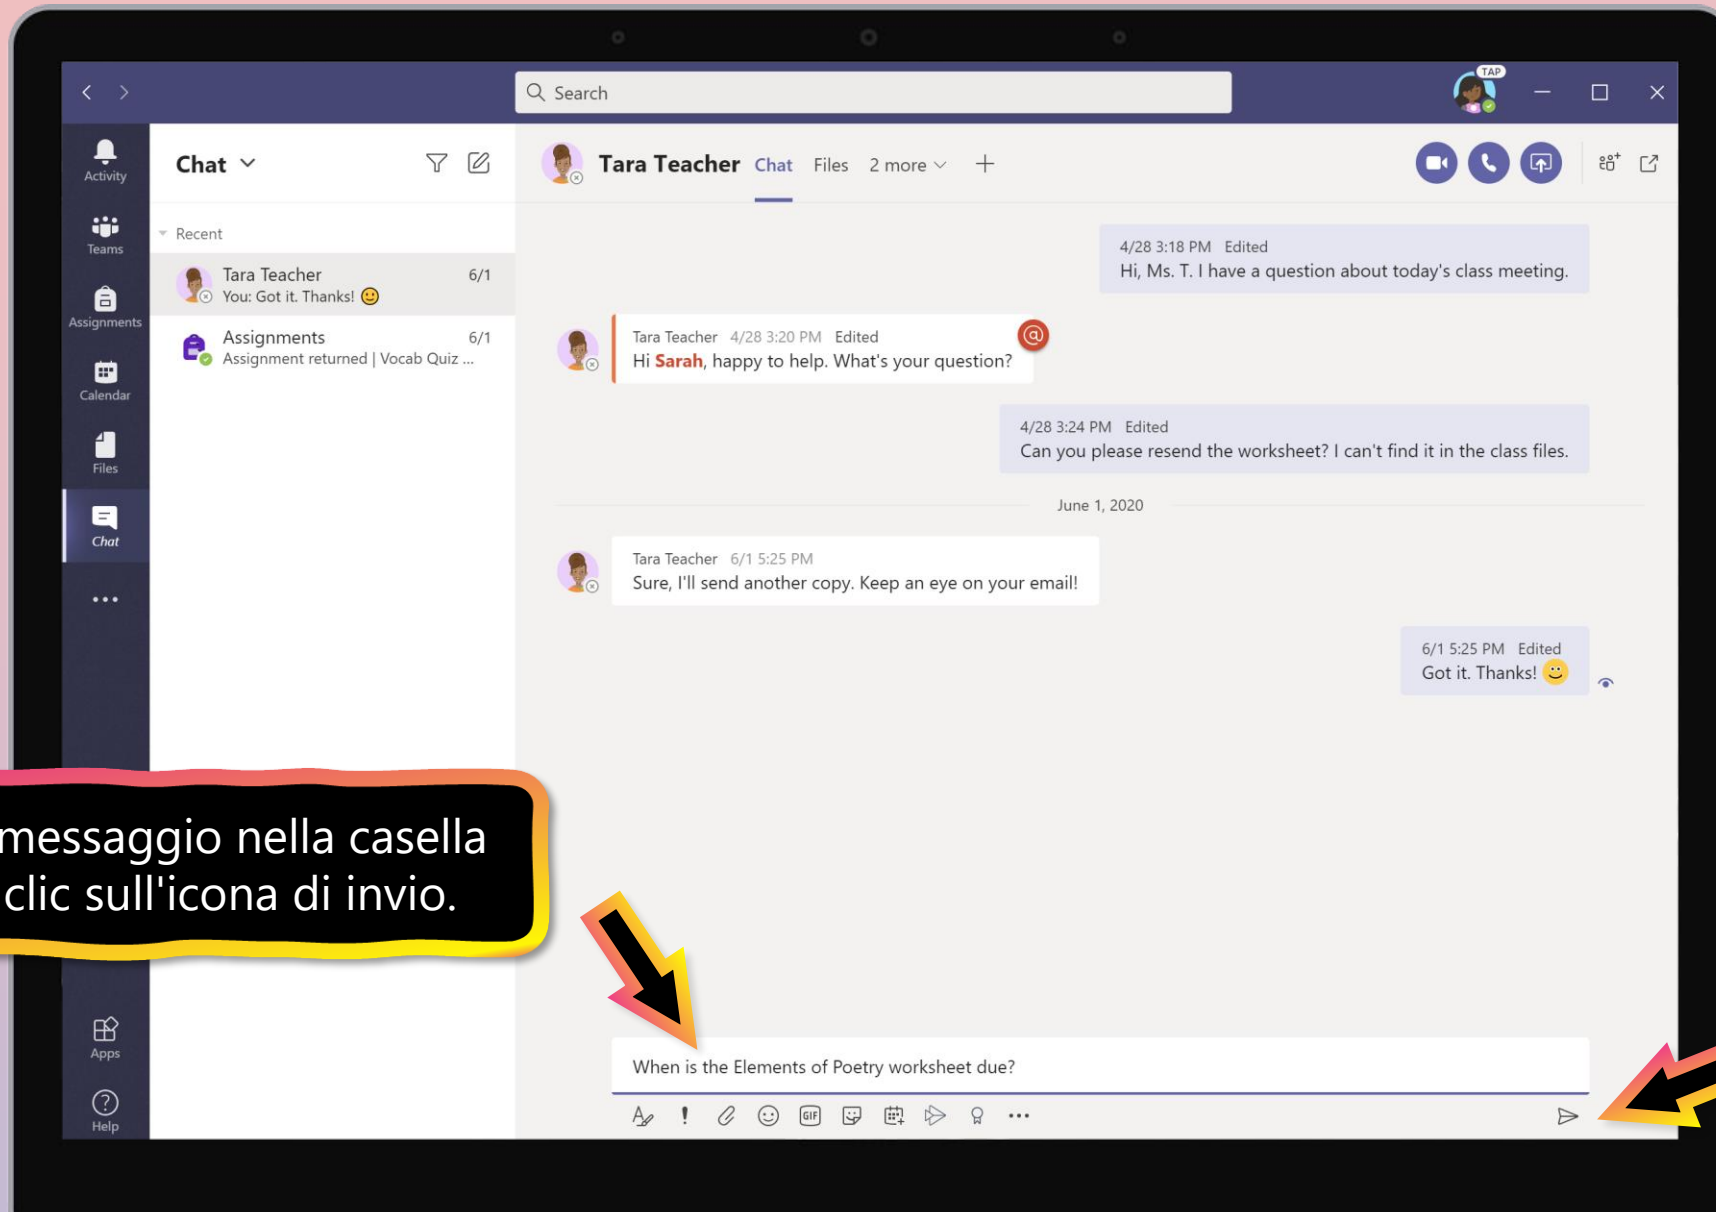 TAP
Search
Activity
Teams
Assignments
Calendar
Files
Chat
Apps
Help
Chat
Recent
Tara Teacher 6/1
You: Got it. Thanks!
Assignments 6/1
Assignment returned | Vocab Quiz ...
Tara Teacher Chat Files 2 more
4/28 3:18 PM Edited
Hi, Ms. T. I have a question about today's class meeting.
Tara Teacher 4/28 3:20 PM Edited
@
Hi Sarah, happy to help. What's your question?
4/28 3:24 PM Edited
Can you please resend the worksheet? I can't find it in the class files.
June 1, 2020
Tara Teacher 6/1 5:25 PM
Sure, I'll send another copy. Keep an eye on your email!
6/1 5:25 PM Edited
Got it. Thanks!
messaggio nella casella
clic sull'icona di invio.
When is the Elements of Poetry worksheet due?
GIF